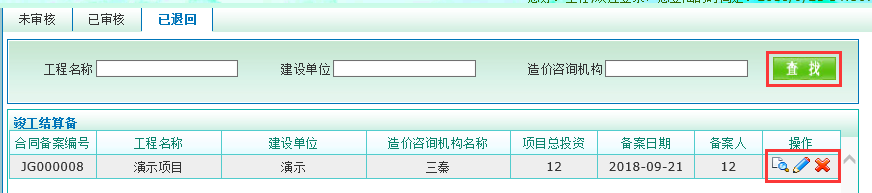 未审核 已审核 已退回
工程名称 建设单位 造价咨询机构 查 找
竣工结算备
合同备案编号 工程名称 建设单位 造价咨询机构名称 项目总投资 备案日期 备案人 操作
JG000008 演示项目 演示 三泰 12 2018-09-21 12